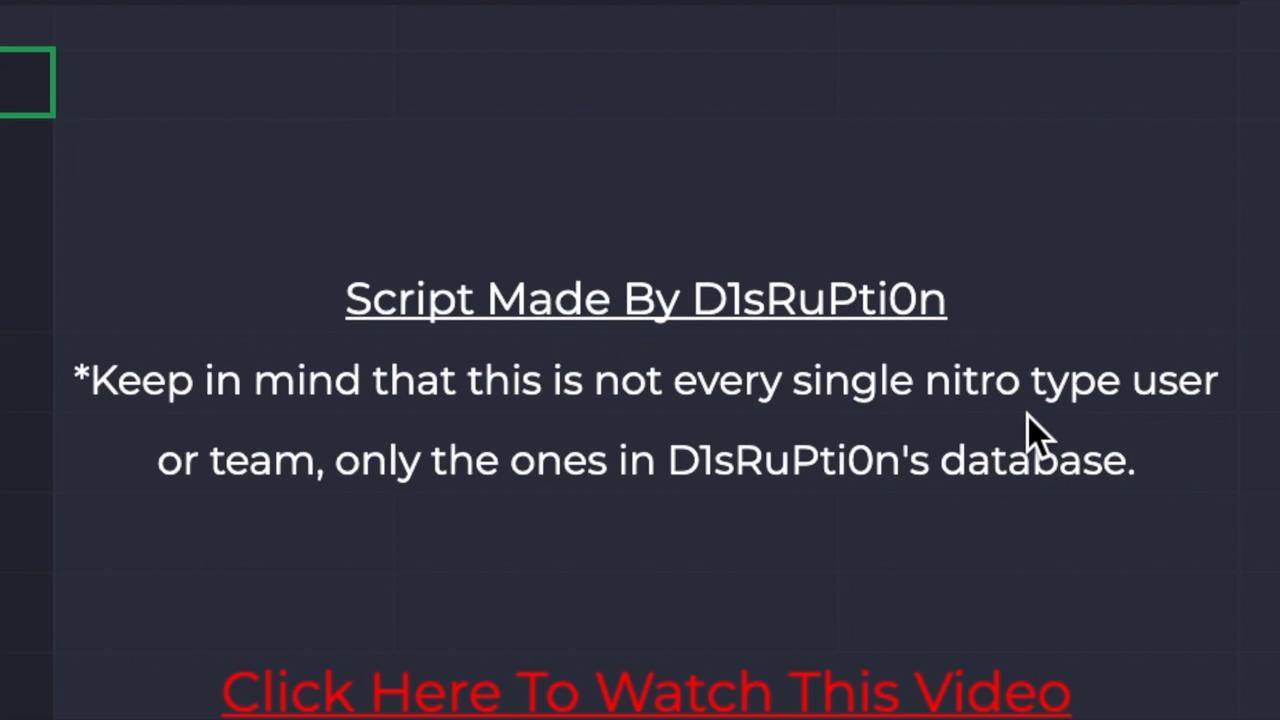 Script Made By D1sRuPti0n
*Keep in mind that this is not every single nitro type user
or team, only the ones in D1sRuPti0n's database.
Click Here To Watch This Video